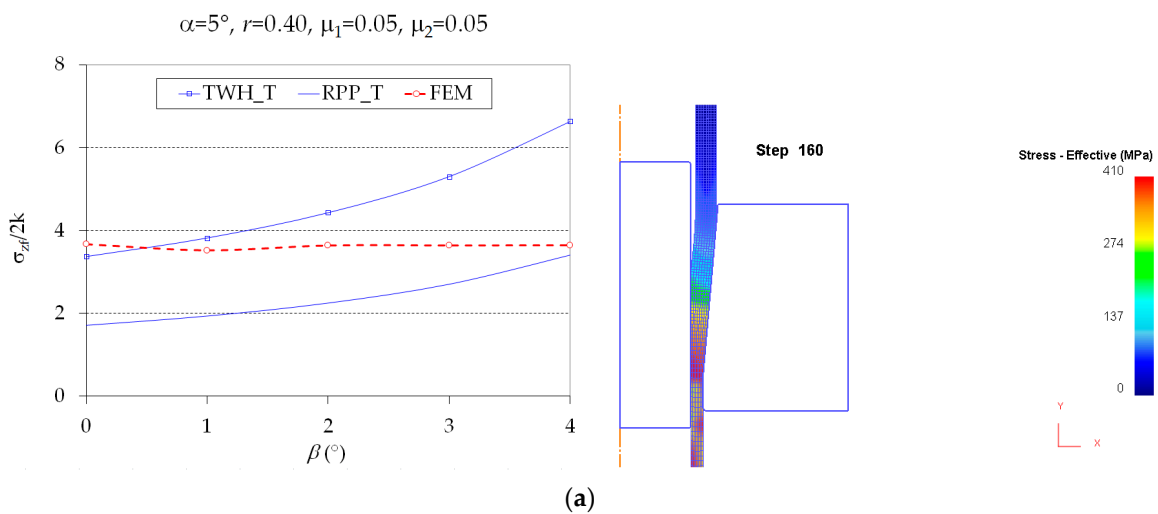 α=5°, r=0.40, μ₁=0.05, μ₂=0.05
8
6
4
2
0
σzf/2k
TWH_T RPP_T FEM
0 1 2 3 4
β (°)
Step 160
Stress - Effective (MPa)
410
274
137
0
Y
X
(a)